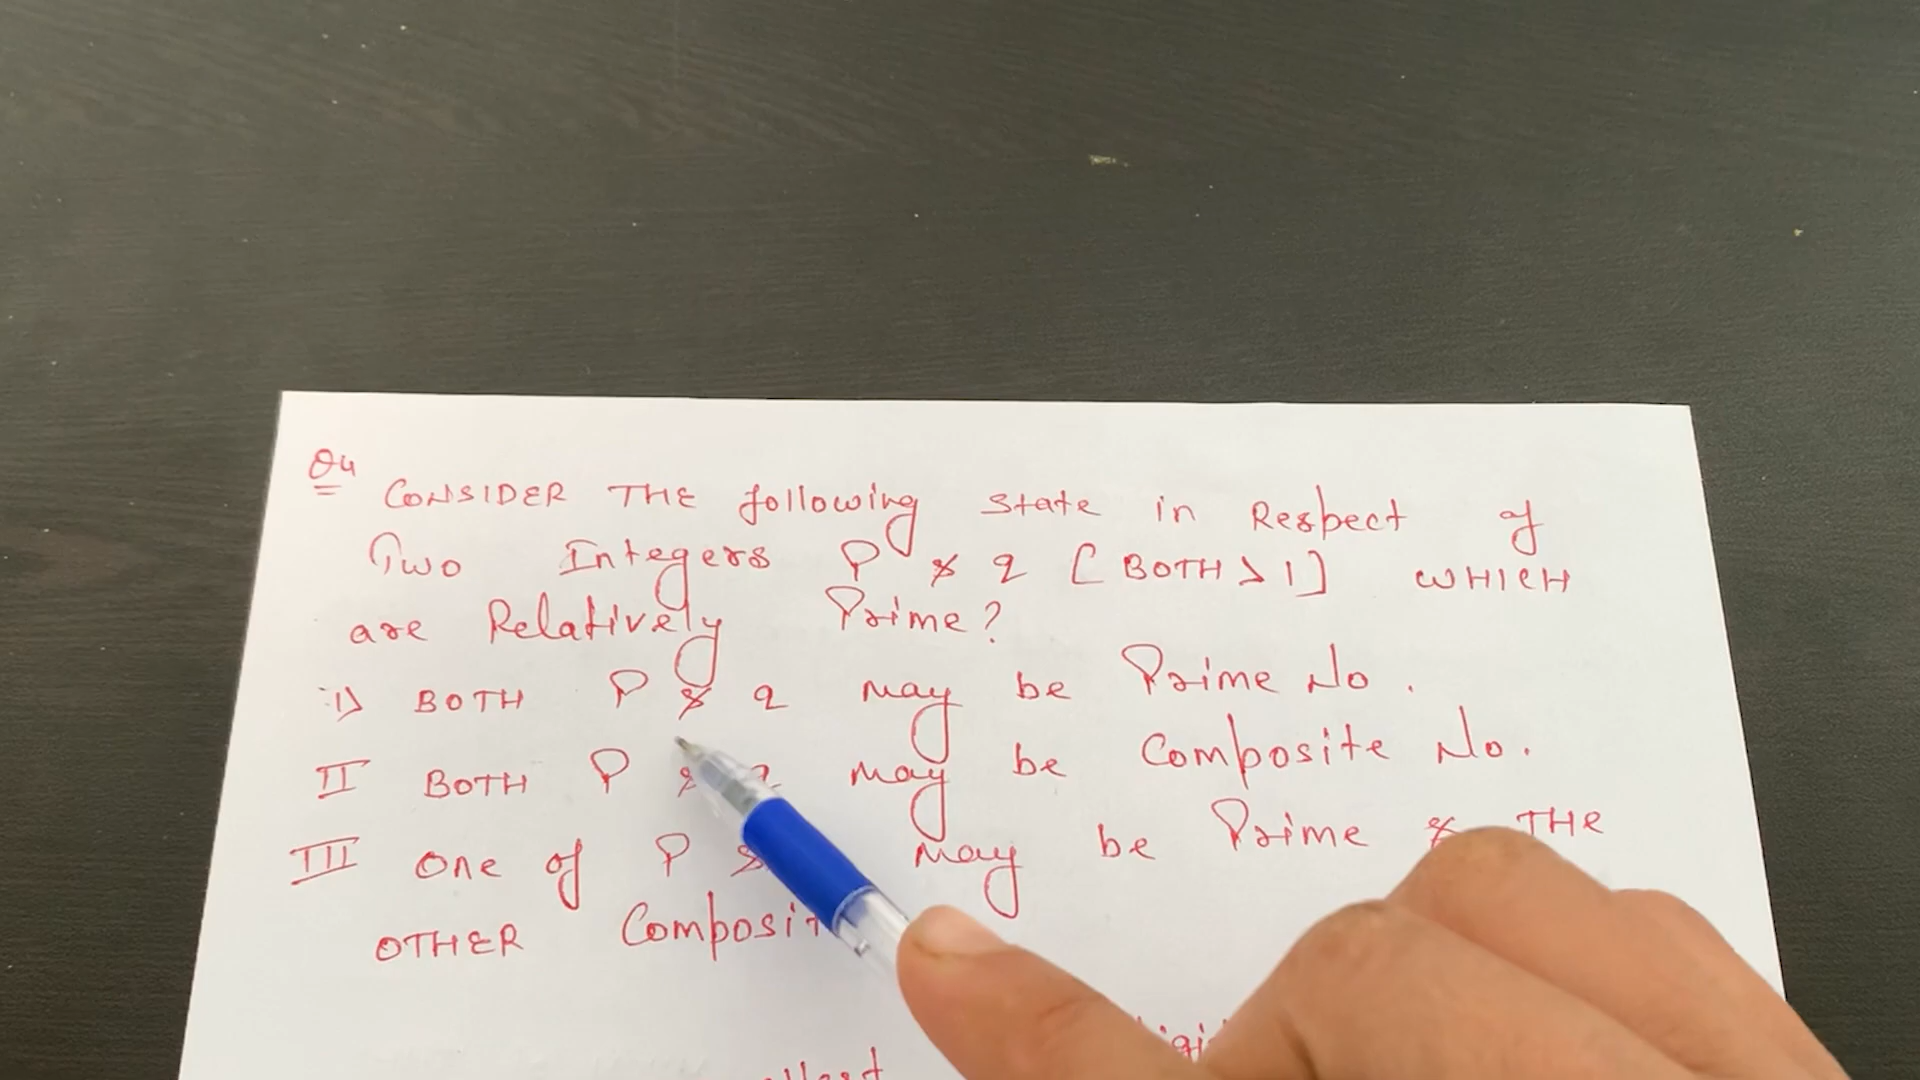 Q4
CONSIDER THE following State in Respect of
Two Integers P & q [BOTH > 1] WHICH
are Relatively Prime?
I) BOTH P & q may be Prime No.
II BOTH P & q may be Composite No.
III One of P & may be Prime & THE
OTHER Composit